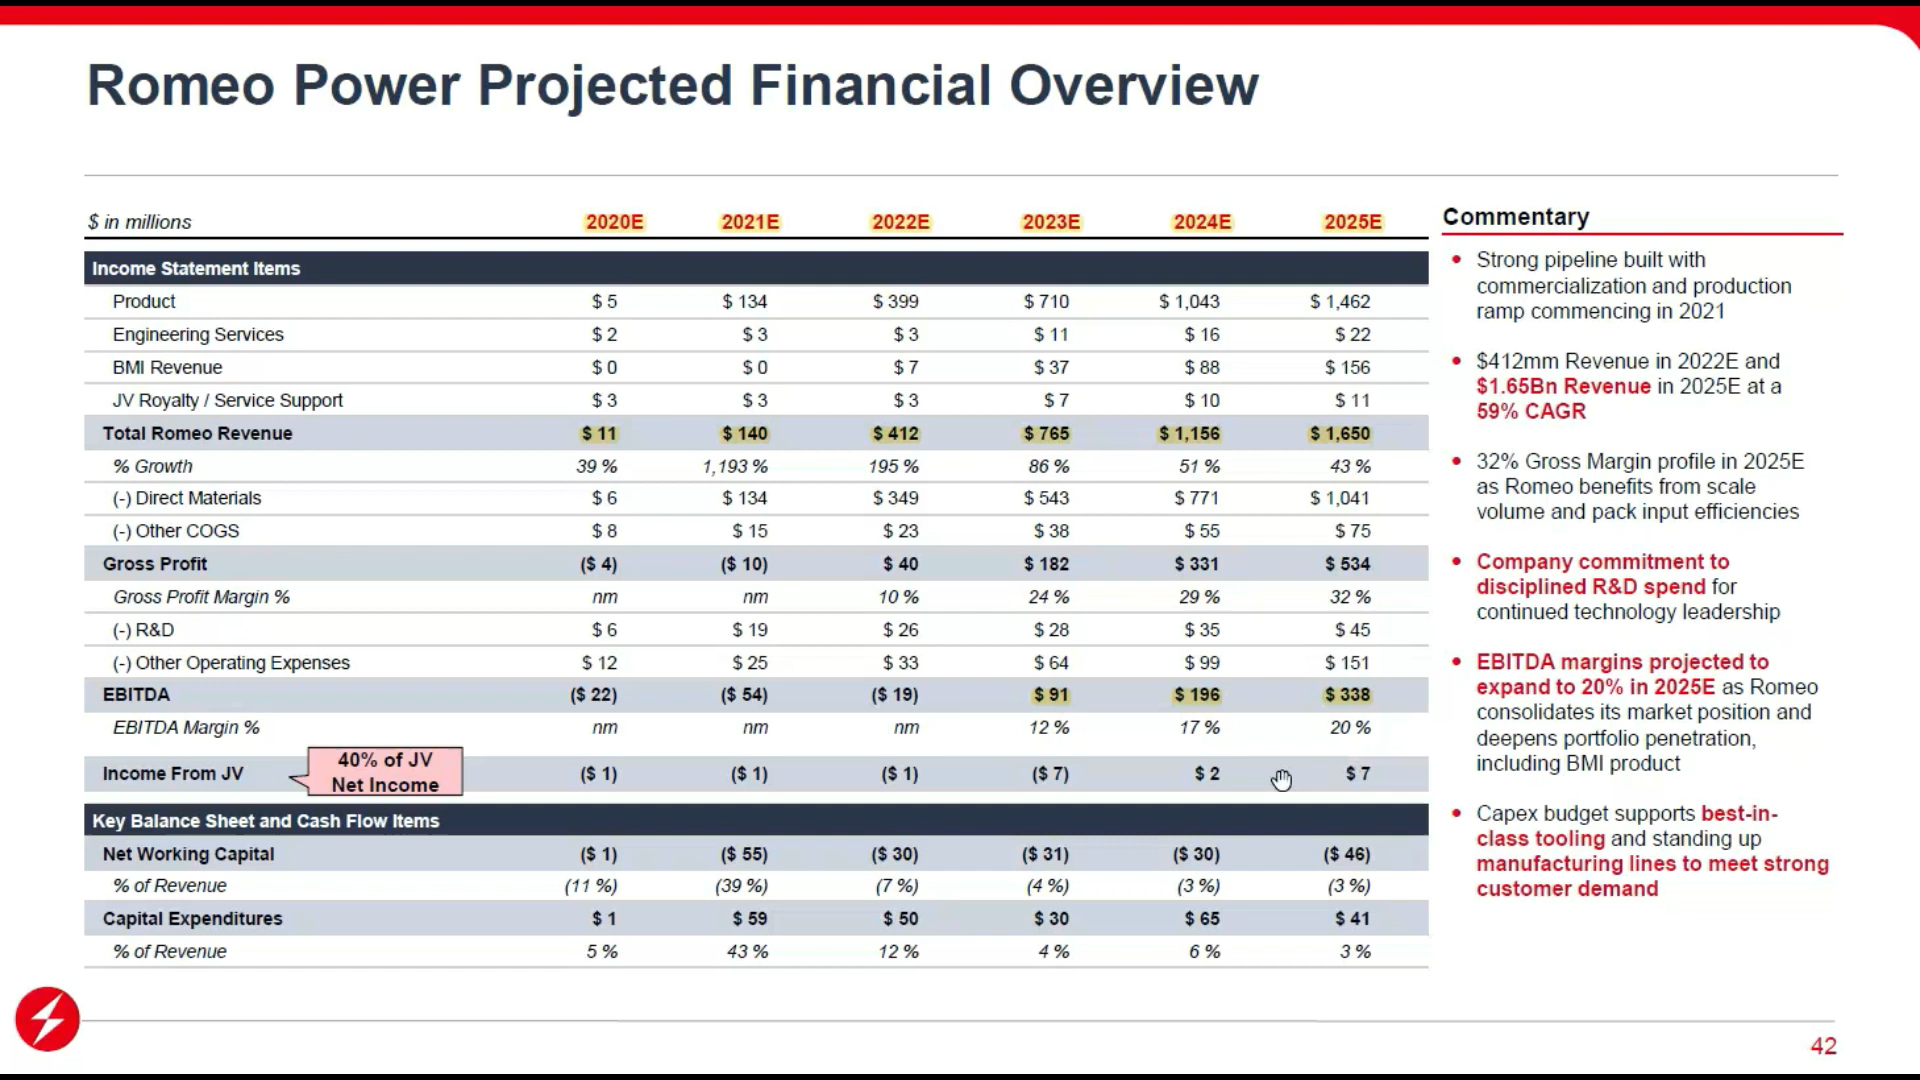 Romeo Power Projected Financial Overview
$ in millions 2020E 2021E 2022E 2023E 2024E 2025E
Income Statement Items
Product $ 5 $ 134 $ 399 $ 710 $ 1,043 $ 1,462
Engineering Services $ 2 $ 3 $ 3 $ 11 $ 16 $ 22
BMI Revenue $ 0 $ 0 $ 7 $ 37 $ 88 $ 156
JV Royalty / Service Support $ 3 $ 3 $ 3 $ 7 $ 10 $ 11
Total Romeo Revenue $ 11 $ 140 $ 412 $ 765 $ 1,156 $ 1,650
% Growth 39 % 1,193 % 195 % 86 % 51 % 43 %
(-) Direct Materials $ 6 $ 134 $ 349 $ 543 $ 771 $ 1,041
(-) Other COGS $ 8 $ 15 $ 23 $ 38 $ 55 $ 75
Gross Profit ($ 4) ($ 10) $ 40 $ 182 $ 331 $ 534
Gross Profit Margin % nm nm 10 % 24 % 29 % 32 %
(-) R&D $ 6 $ 19 $ 26 $ 28 $ 35 $ 45
(-) Other Operating Expenses $ 12 $ 25 $ 33 $ 64 $ 99 $ 151
EBITDA ($ 22) ($ 54) ($ 19) $ 91 $ 196 $ 338
EBITDA Margin % nm nm nm 12 % 17 % 20 %
Income From JV ($ 1) ($ 1) ($ 1) ($ 7) $ 2 $ 7
40% of JV
Net Income
Key Balance Sheet and Cash Flow Items
Net Working Capital ($ 1) ($ 55) ($ 30) ($ 31) ($ 30) ($ 46)
% of Revenue (11 %) (39 %) (7 %) (4 %) (3 %) (3 %)
Capital Expenditures $ 1 $ 59 $ 50 $ 30 $ 65 $ 41
% of Revenue 5 % 43 % 12 % 4 % 6 % 3 %
Commentary
• Strong pipeline built with
commercialization and production
ramp commencing in 2021
• $412mm Revenue in 2022E and
$1.65Bn Revenue in 2025E at a
59% CAGR
• 32% Gross Margin profile in 2025E
as Romeo benefits from scale
volume and pack input efficiencies
• Company commitment to
disciplined R&D spend for
continued technology leadership
• EBITDA margins projected to
expand to 20% in 2025E as Romeo
consolidates its market position and
deepens portfolio penetration,
including BMI product
• Capex budget supports best-in-
class tooling and standing up
manufacturing lines to meet strong
customer demand
42